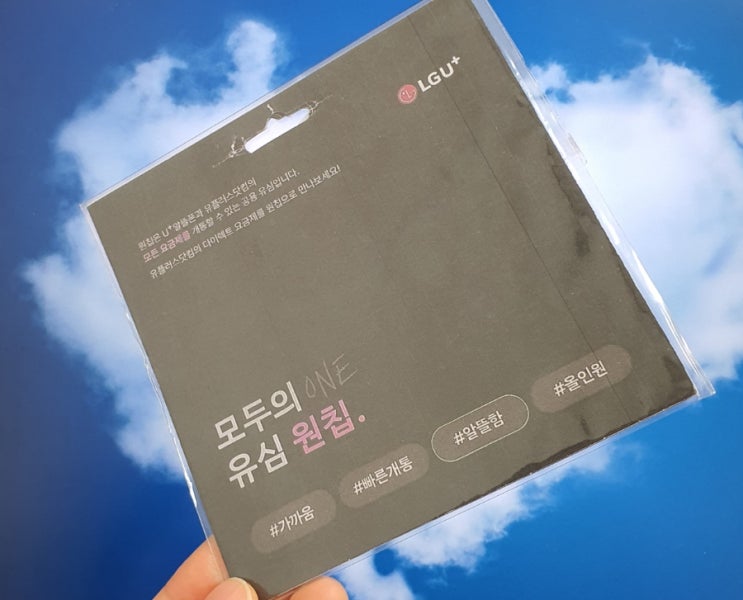 LGU+
원칩은 U+알뜰폰과 유플러스닷컴의
모든 요금제를 개통할 수 있는 공용 유심입니다.
유플러스닷컴의 다이렉트 요금제를 원칩으로 만나보세요!
모두의 ONE
유심 원칩.
#가까움 #빠른개통 #알뜰함 #올인원